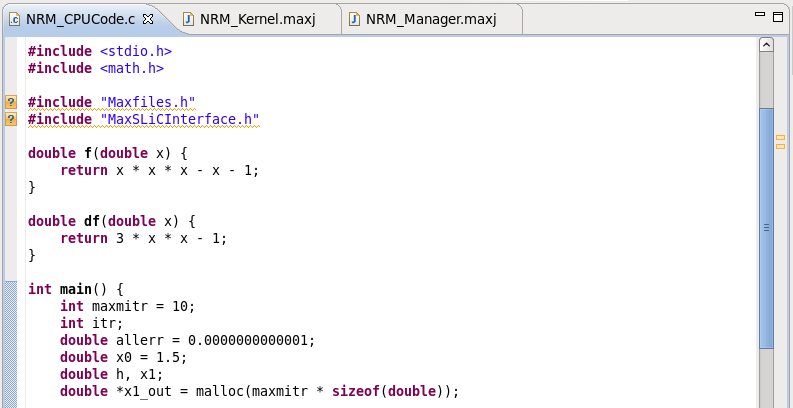 NRM_CPUCode.c NRM_Kernel.maxj NRM_Manager.maxj
#include <stdio.h>
#include <math.h>
#include "Maxfiles.h"
#include "MaxSLiCInterface.h"
double f(double x) {
return x * x * x - x - 1;
}
double df(double x) {
return 3 * x * x - 1;
}
int main() {
int maxmitr = 10;
int itr;
double allerr = 0.0000000000001;
double x0 = 1.5;
double h, x1;
double *x1_out = malloc(maxmitr * sizeof(double));